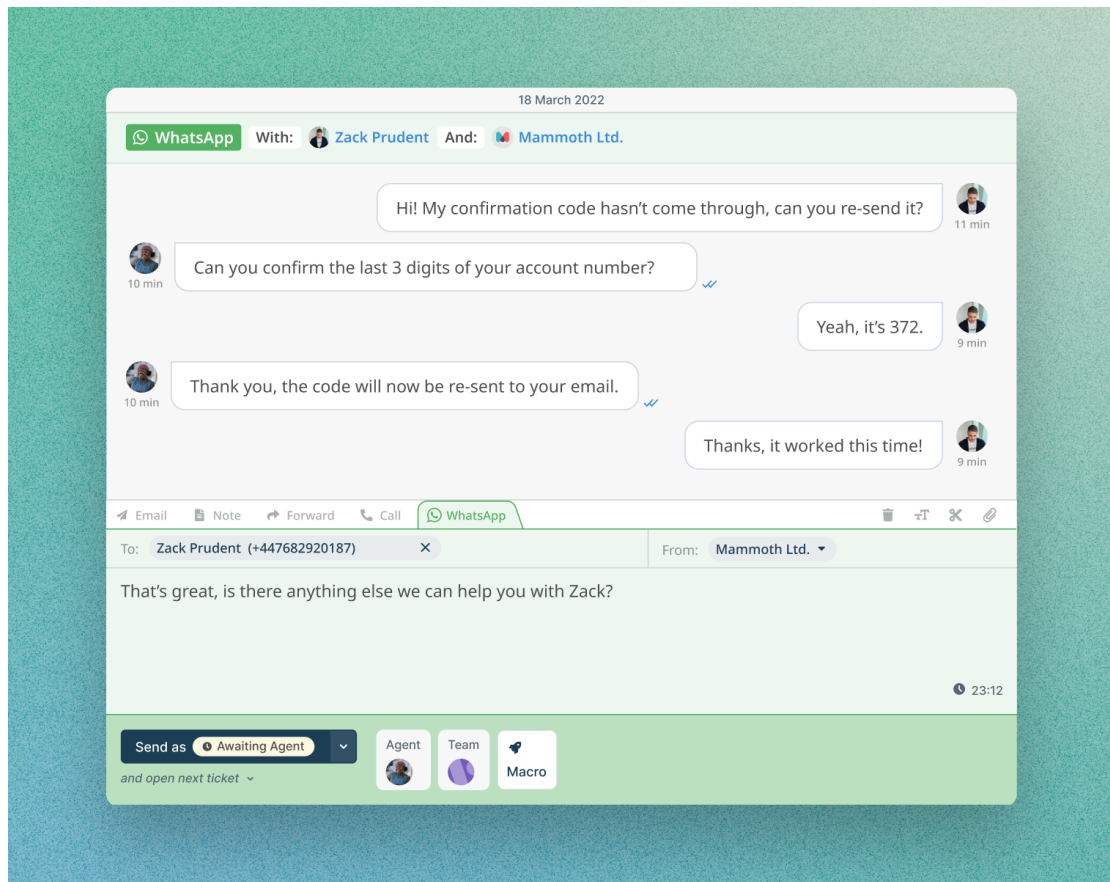 18 March 2022
WhatsApp With: Zack Prudent And: Mammoth Ltd.
Hi! My confirmation code hasn’t come through, can you re-send it?
11 min
Can you confirm the last 3 digits of your account number?
10 min
Yeah, it’s 372.
9 min
Thank you, the code will now be re-sent to your email.
10 min
Thanks, it worked this time!
9 min
Email Note Forward Call WhatsApp
To: Zack Prudent (+447682920187) From: Mammoth Ltd.
That’s great, is there anything else we can help you with Zack?
23:12
Send as Awaiting Agent
and open next ticket
Agent
Team
Macro